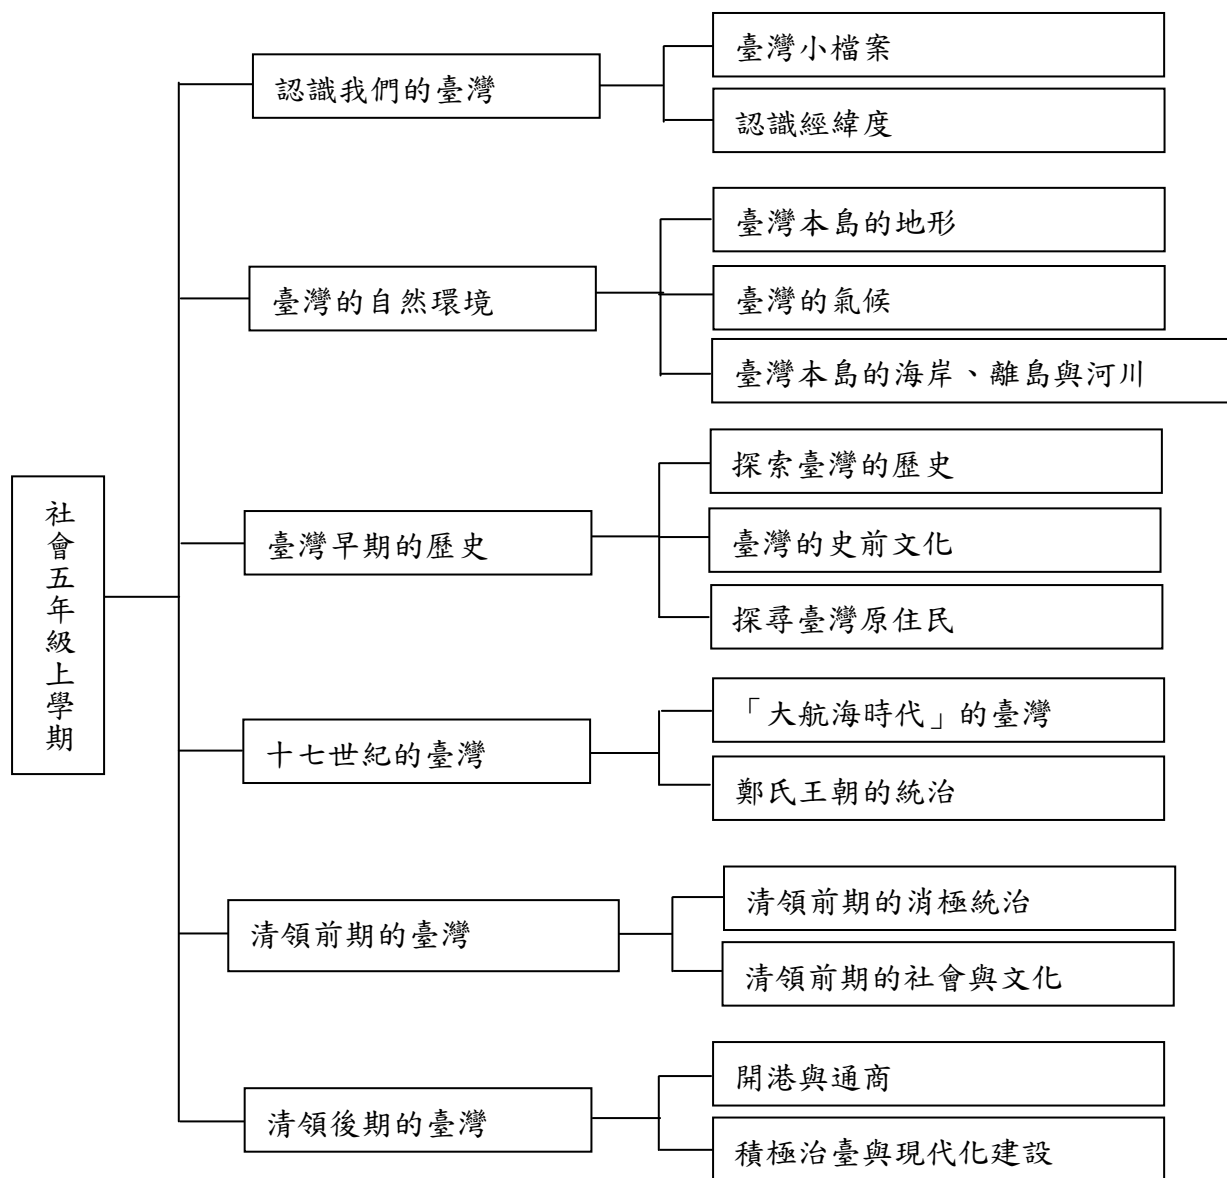 社會五年級上學期
認識我們的臺灣
臺灣小檔案
認識經緯度
臺灣的自然環境
臺灣本島的地形
臺灣的氣候
臺灣本島的海岸、離島與河川
臺灣早期的歷史
探索臺灣的歷史
臺灣的史前文化
探尋臺灣原住民
十七世紀的臺灣
「大航海時代」的臺灣
鄭氏王朝的統治
清領前期的臺灣
清領前期的消極統治
清領前期的社會與文化
清領後期的臺灣
開港與通商
積極治臺與現代化建設